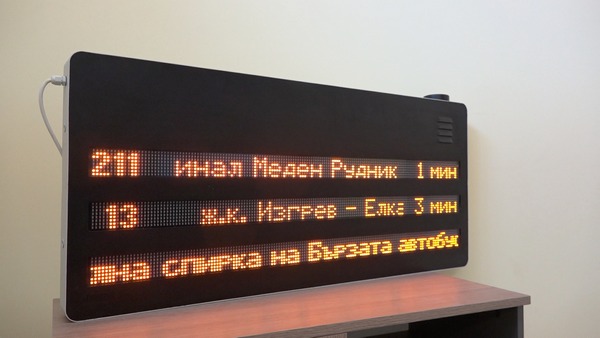 211 инал Меден Рудник 1 мин
13 ж.к. Изгрев - Елка 3 мин
на спирка на Бързата автобус